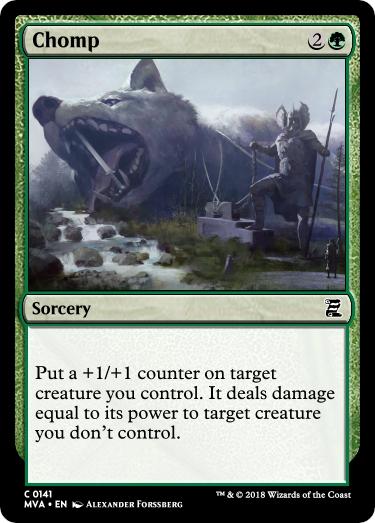 Chomp 2
Sorcery
Put a +1/+1 counter on target
creature you control. It deals damage
equal to its power to target creature
you don't control.
C 0141
MVA • EN Alexander Forssberg
™ & © 2018 Wizards of the Coast